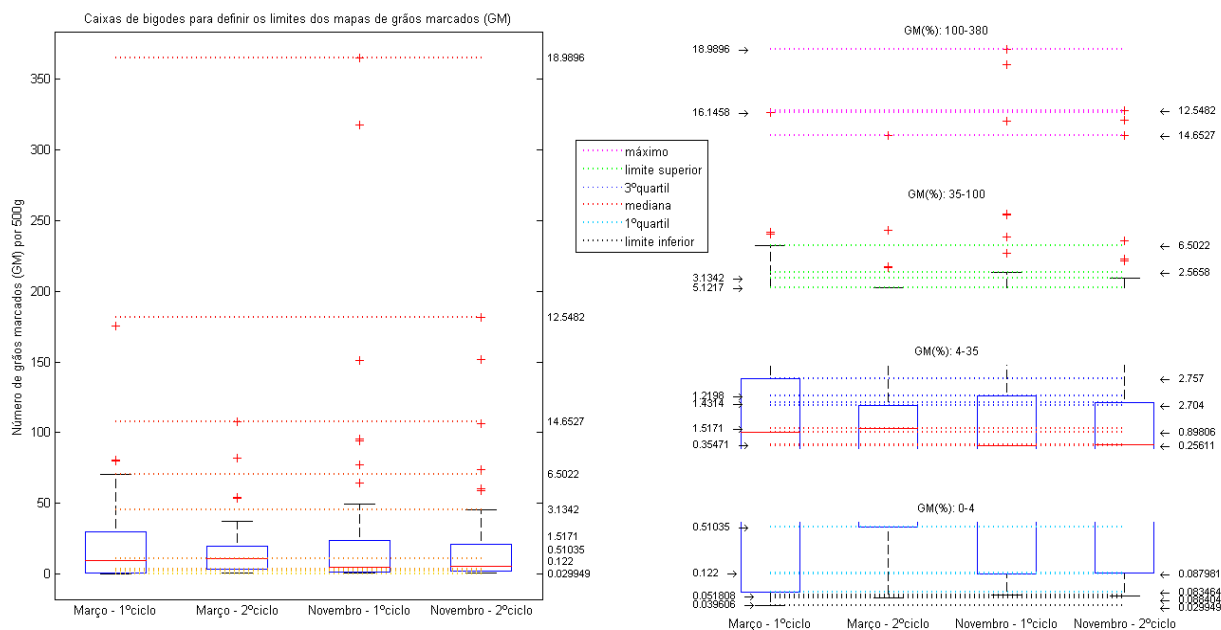 Caixas de bigodes para definir os limites dos mapas de grãos marcados (GM)
Número de grãos marcados (GM) por 500g
350
300
250
200
150
100
50
0
18.9896
12.5482
14.6527
6.5022
3.1342
1.5171
0.51035
0.122
0.029949
Março - 1ºciclo
Março - 2ºciclo
Novembro - 1ºciclo
Novembro - 2ºciclo
máximo
limite superior
3ºquartil
mediana
1ºquartil
limite inferior
GM(%): 100-380
18.9896
16.1458
12.5482
14.6527
GM(%): 35-100
3.1342
5.1217
6.5022
2.5658
GM(%): 4-35
1.2198
1.4314
1.5171
0.35471
2.757
2.704
0.89806
0.25611
GM(%): 0-4
0.51035
0.122
0.051808
0.039606
0.087981
0.083464
0.068404
0.029949
Março - 1ºciclo
Março - 2ºciclo
Novembro - 1ºciclo
Novembro - 2ºciclo